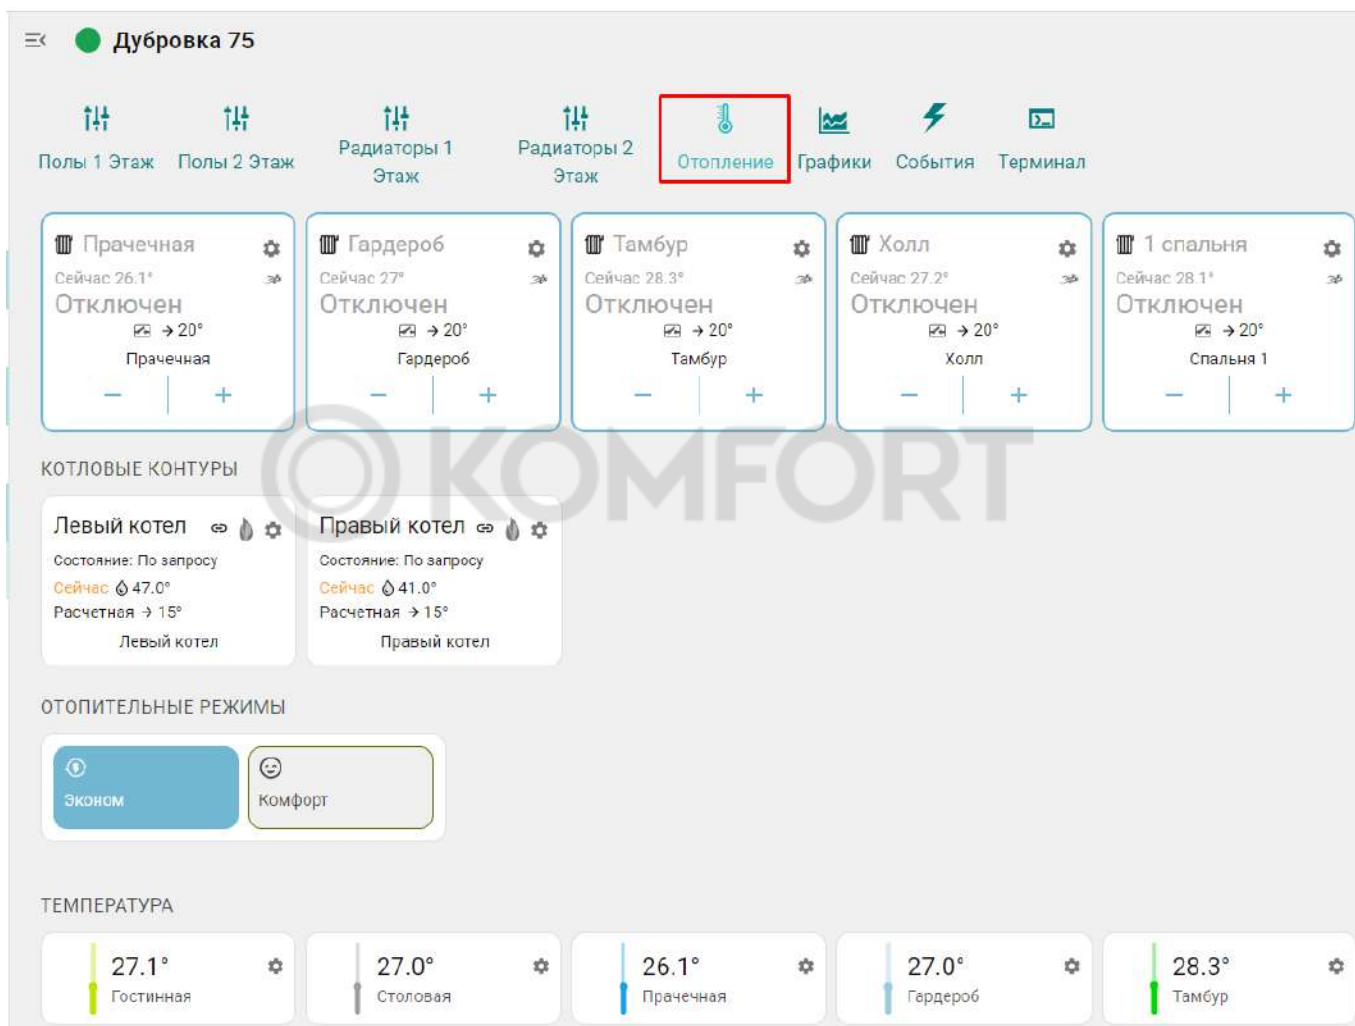 Дубровка 75
Полы 1 Этаж
Полы 2 Этаж
Радиаторы 1
Этаж
Радиаторы 2
Этаж
Отопление
Графики
События
Терминал
Прачечная
Сейчас 26.1°
Отключен
→ 20°
Прачечная
− +
Гардероб
Сейчас 27°
Отключен
→ 20°
Гардероб
− +
Тамбур
Сейчас 28.3°
Отключен
→ 20°
Тамбур
− +
Холл
Сейчас 27.2°
Отключен
→ 20°
Холл
− +
1 спальня
Сейчас 28.1°
Отключен
→ 20°
Спальня 1
− +
KOMFORT
КОТЛОВЫЕ КОНТУРЫ
Левый котел
Состояние: По запросу
Сейчас 47.0°
Расчетная → 15°
Левый котел
Правый котел
Состояние: По запросу
Сейчас 41.0°
Расчетная → 15°
Правый котел
ОТОПИТЕЛЬНЫЕ РЕЖИМЫ
Эконом
Комфорт
ТЕМПЕРАТУРА
27.1°
Гостинная
27.0°
Столовая
26.1°
Прачечная
27.0°
Гардероб
28.3°
Тамбур